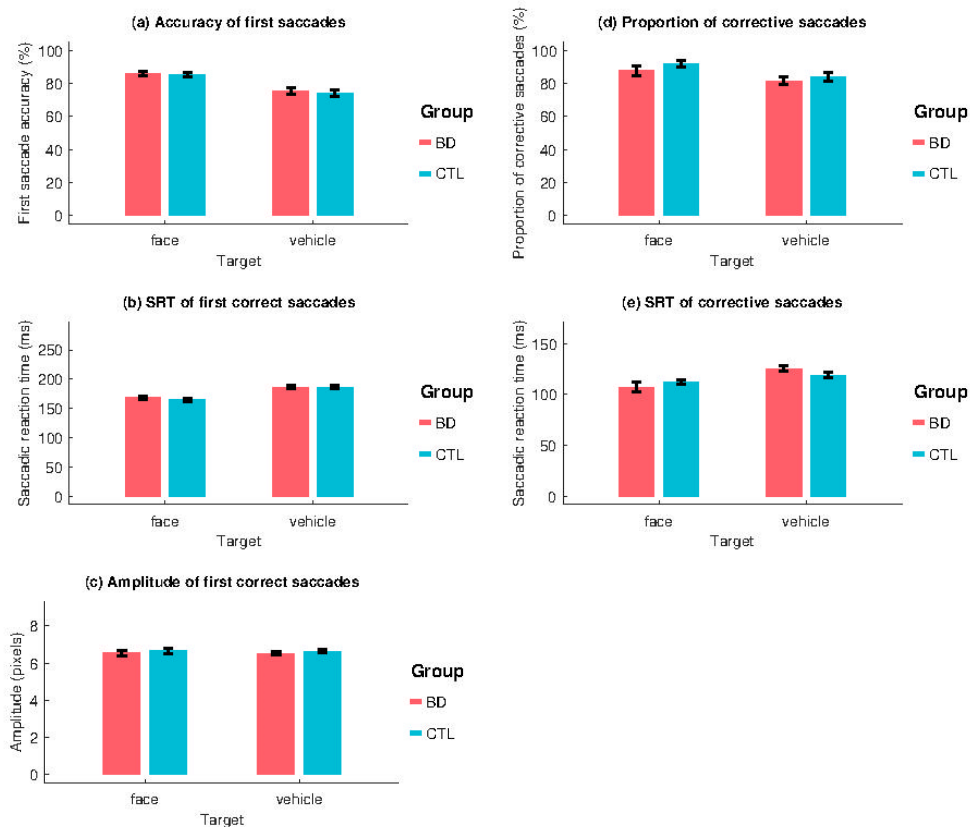 (a) Accuracy of first saccades
First saccade accuracy (%)
100
80
60
40
20
0
face
vehicle
Target
Group
BD
CTL
(d) Proportion of corrective saccades
Proportion of corrective saccades (%)
100
80
60
40
20
0
face
vehicle
Target
Group
BD
CTL
(b) SRT of first correct saccades
Saccadic reaction time (ms)
250
200
150
100
50
0
face
vehicle
Target
Group
BD
CTL
(e) SRT of corrective saccades
Saccadic reaction time (ms)
150
100
50
0
face
vehicle
Target
Group
BD
CTL
(c) Amplitude of first correct saccades
Amplitude (pixels)
8
6
4
2
0
face
vehicle
Target
Group
BD
CTL